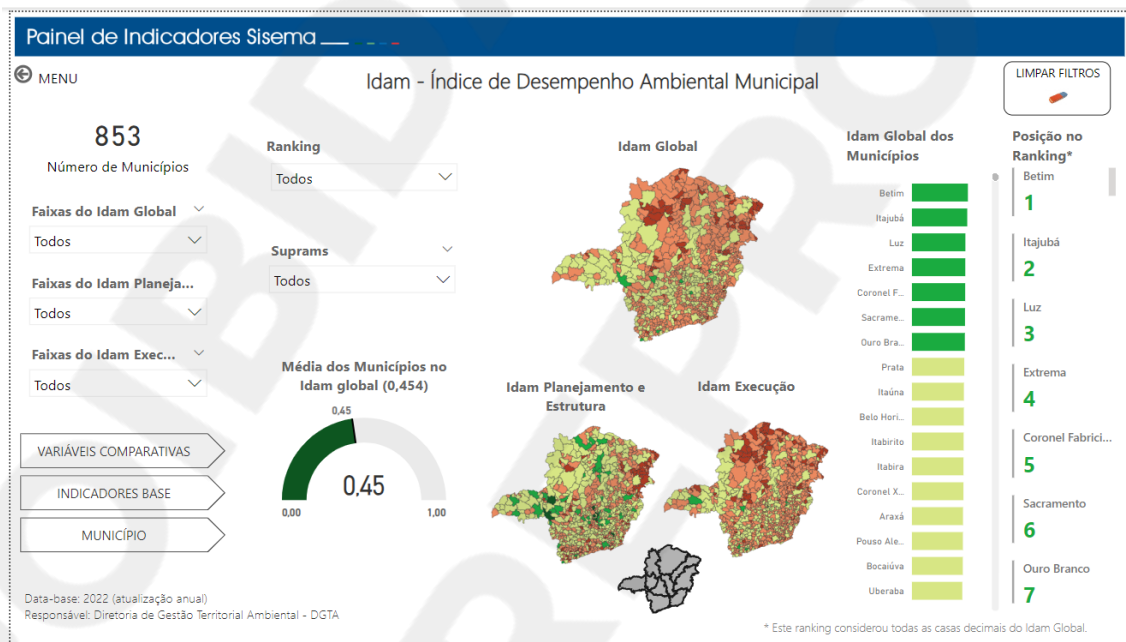 Painel de Indicadores Sisema
MENU
Idam - Índice de Desempenho Ambiental Municipal
LIMPAR FILTROS
853
Número de Municípios
Faixas do Idam Global
Todos
Faixas do Idam Planeja...
Todos
Faixas do Idam Exec...
Todos
VARIÁVEIS COMPARATIVAS
INDICADORES BASE
MUNICÍPIO
Ranking
Todos
Suprams
Todos
Média dos Municípios no
Idam global (0,454)
0,45
0,45
0,00
1,00
Idam Global
Idam Planejamento e
Estrutura
Idam Execução
Idam Global dos
Municípios
Betim
Itajubá
Luz
Extrema
Coronel F...
Sacrame...
Ouro Bra...
Prata
Itaúna
Belo Hori...
Itabirito
Itabira
Coronel X...
Araxá
Pouso Ale...
Bocaiúva
Uberaba
Posição no
Ranking*
Betim
1
Itajubá
2
Luz
3
Extrema
4
Coronel Fabrici...
5
Sacramento
6
Ouro Branco
7
Data-base: 2022 (atualização anual)
Responsável: Diretoria de Gestão Territorial Ambiental - DGTA
* Este ranking considerou todas as casas decimais do Idam Global.